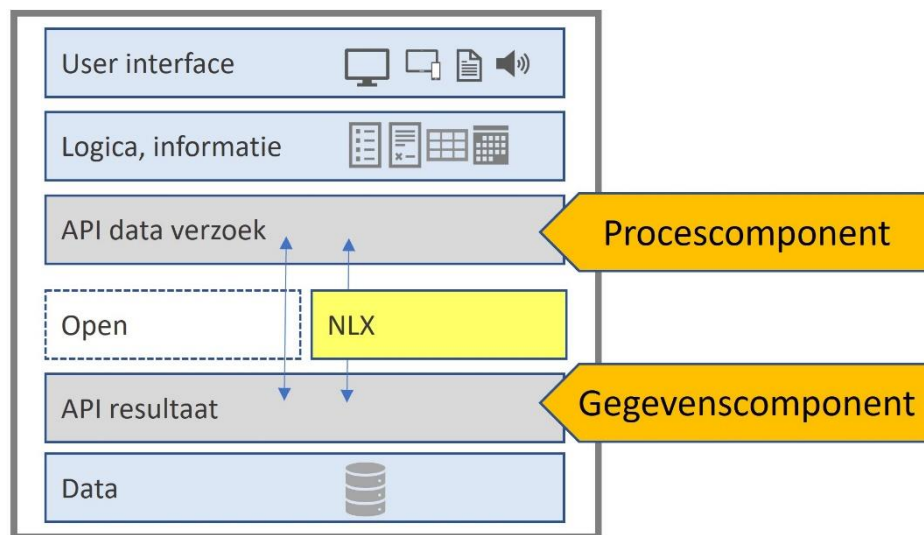 User interface
Logica, informatie
API data verzoek
Procescomponent
Open
NLX
API resultaat
Gegevenscomponent
Data